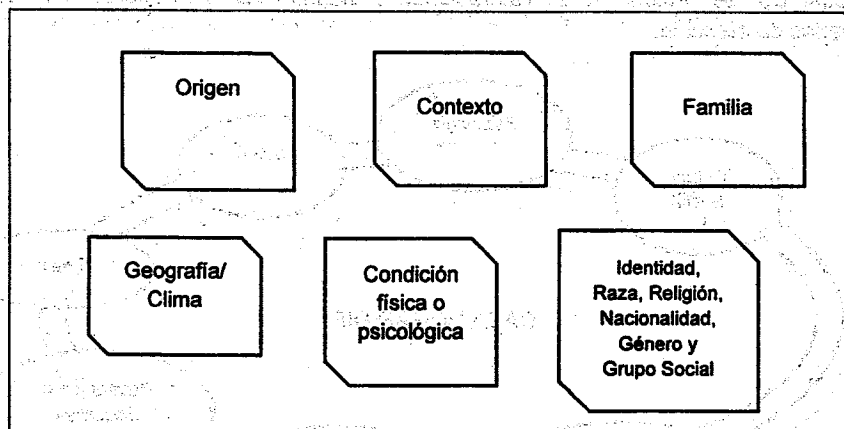 Origen
Contexto
Familia
Geografía/
Clima
Condición
física o
psicológica
Identidad,
Raza, Religión,
Nacionalidad,
Género y
Grupo Social